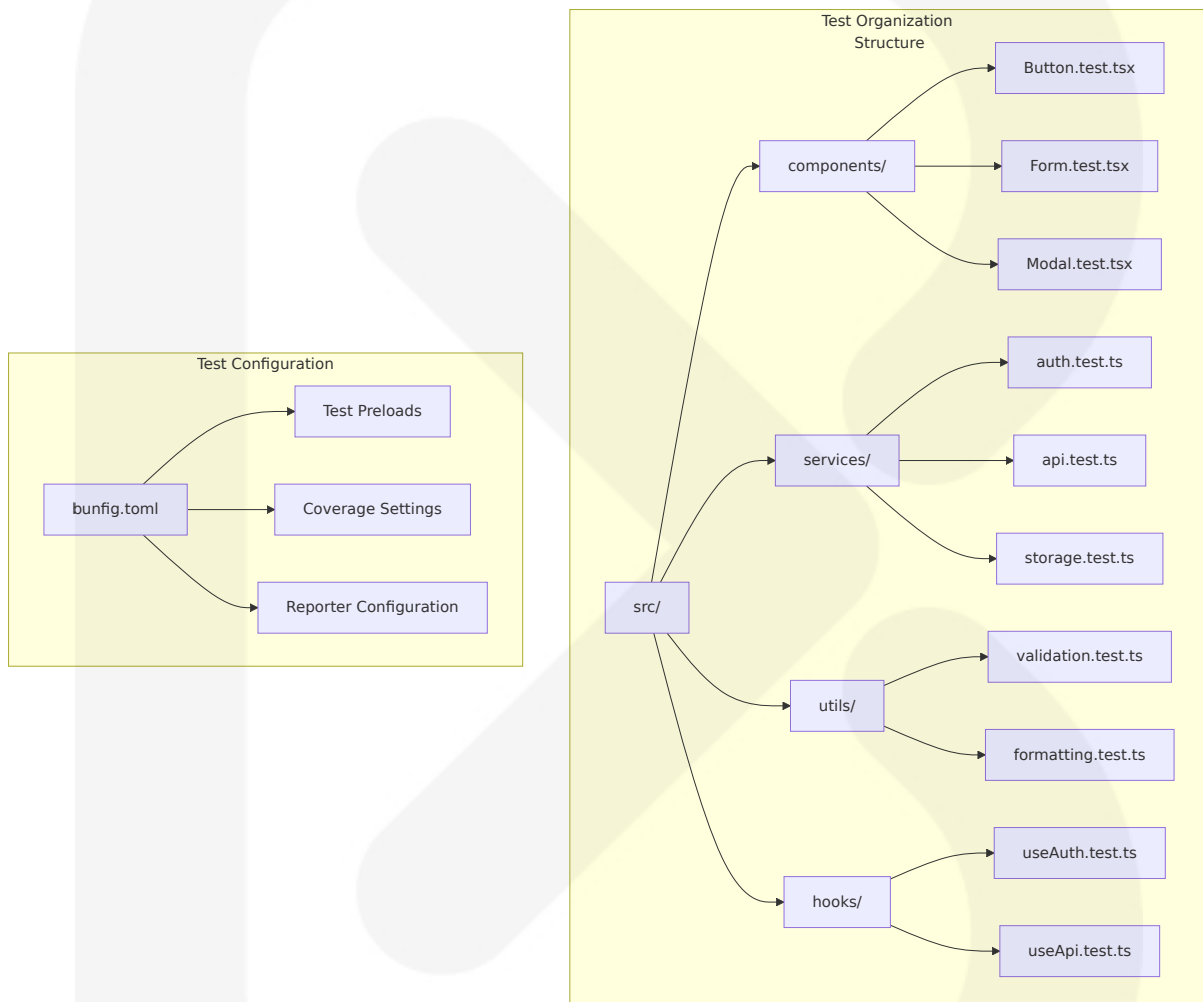 Test Configuration
bunfig.toml
Test Preloads
Coverage Settings
Reporter Configuration
Test Organization
Structure
src/
components/
Button.test.tsx
Form.test.tsx
Modal.test.tsx
services/
auth.test.ts
api.test.ts
storage.test.ts
utils/
validation.test.ts
formatting.test.ts
hooks/
useAuth.test.ts
useApi.test.ts